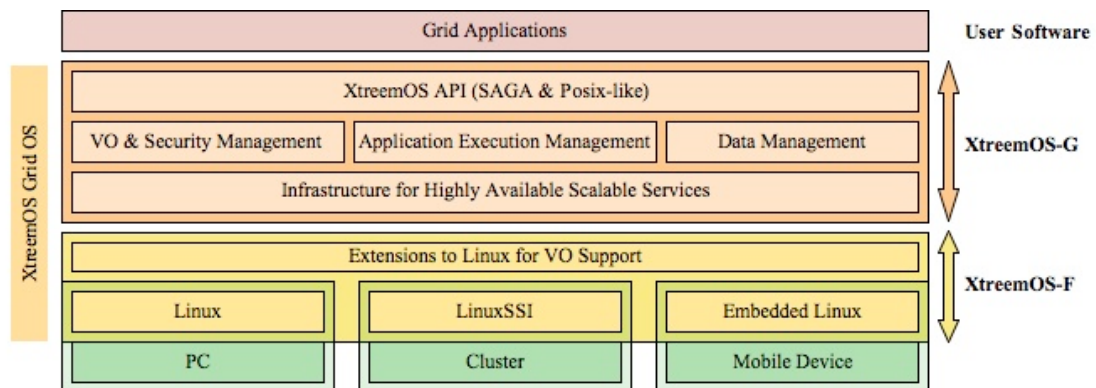 Grid Applications
User Software
XtreemOS Grid OS
XtreemOS API (SAGA & Posix-like)
VO & Security Management
Application Execution Management
Data Management
XtreemOS-G
Infrastructure for Highly Available Scalable Services
Extensions to Linux for VO Support
XtreemOS-F
Linux
LinuxSSI
Embedded Linux
PC
Cluster
Mobile Device